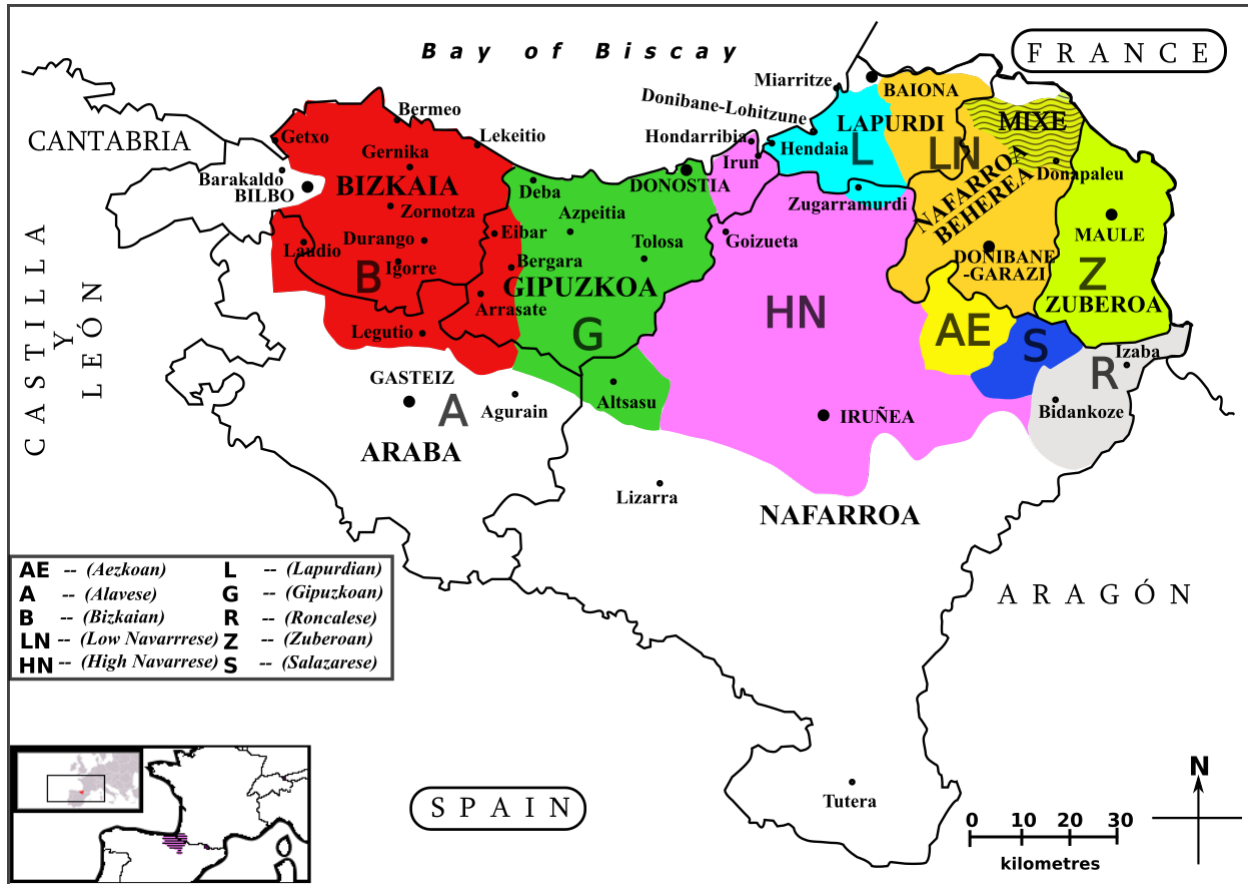 Bay of Biscay
FRANCE
Miarritze
BAIONA
Donibane-Lohitzune
Bermeo
CANTABRIA
Getxo
Lekeitio
Hondarribia
LAPURDI
MIXE
Gernika
Irun
Hendaia
L
LN
Barakaldo
BILBO
BIZKAIA
Deba
DONOSTIA
Donapaleu
Zornotza
Azpeitia
Zugarramurdi
NAFARROA
BEHEREA
Laudio
Durango
Eibar
Tolosa
Goizueta
MAULE
Igorre
Bergara
DONIBANE
-GARAZI
B
GIPUZKOA
Z
Arrasate
HN
ZUBEROA
Legutio
G
AE
S
Izaba
R
CASTILLA
Y
LEÓN
GASTEIZ
A
Agurain
Altsasu
Bidankoze
IRUÑEA
ARABA
Lizarra
NAFARROA
AE -- (Aezkoan)
A -- (Alavese)
B -- (Bizkaian)
LN -- (Low Navarrrese)
HN -- (High Navarrese)
L -- (Lapurdian)
G -- (Gipuzkoan)
R -- (Roncalese)
Z -- (Zuberoan)
S -- (Salazarese)
ARAGÓN
SPAIN
Tutera
N
0 10 20 30
kilometres